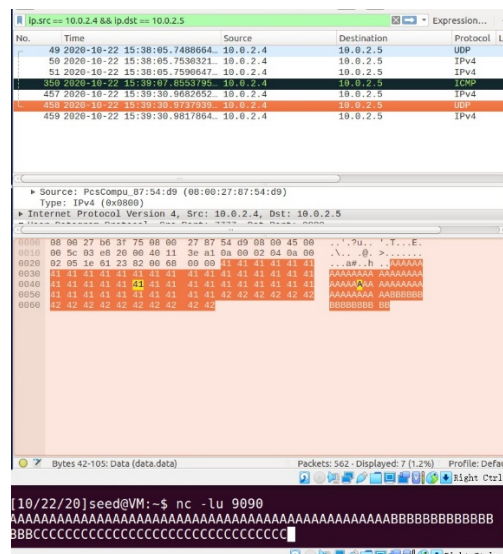 ip.src == 10.0.2.4 && ip.dst == 10.0.2.5 Expression...
No. Time Source Destination Protocol L
49 2020-10-22 15:38:05.7488664… 10.0.2.4 10.0.2.5 UDP
50 2020-10-22 15:38:05.7530321… 10.0.2.4 10.0.2.5 IPv4
51 2020-10-22 15:38:05.7590647… 10.0.2.4 10.0.2.5 IPv4
350 2020-10-22 15:39:07.8553795… 10.0.2.4 10.0.2.5 ICMP
457 2020-10-22 15:39:30.9682652… 10.0.2.4 10.0.2.5 IPv4
458 2020-10-22 15:39:30.9737939… 10.0.2.4 10.0.2.5 UDP
459 2020-10-22 15:39:30.9817864… 10.0.2.4 10.0.2.5 IPv4
Source: PcsCompu_87:54:d9 (08:00:27:87:54:d9)
Type: IPv4 (0x0800)
Internet Protocol Version 4, Src: 10.0.2.4, Dst: 10.0.2.5
0000 08 00 27 b6 3f 75 08 00 27 87 54 d9 08 00 45 00 ..'.?u.. '.T...E.
0010 00 5c 03 e8 20 00 40 11 3e a1 0a 00 02 04 0a 00 .\.. .@. >.......
0020 02 05 1e 61 23 82 00 68 00 00 41 41 41 41 41 41 ...a#..h ..AAAAAA
0030 41 41 41 41 41 41 41 41 41 41 41 41 41 41 41 41 AAAAAAAA AAAAAAAA
0040 41 41 41 41 41 41 41 41 41 41 41 41 41 41 41 41 AAAAAAAA AAAAAAAA
0050 41 41 41 41 41 41 41 41 41 41 42 42 42 42 42 42 AAAAAAAA AABBBBBB
0060 42 42 42 42 42 42 42 42 42 42 BBBBBBBB BB
Bytes 42-105: Data (data.data) Packets: 562 · Displayed: 7 (1.2%) Profile: Defau
Right Ctrl
[10/22/20]seed@VM:~$ nc -lu 9090
AAAAAAAAAAAAAAAAAAAAAAAAAAAAAAAAAAAAAAAAAAAAAAAABBBBBBBBBBBBB
BBBCCCCCCCCCCCCCCCCCCCCCCCCCCCCCCCC